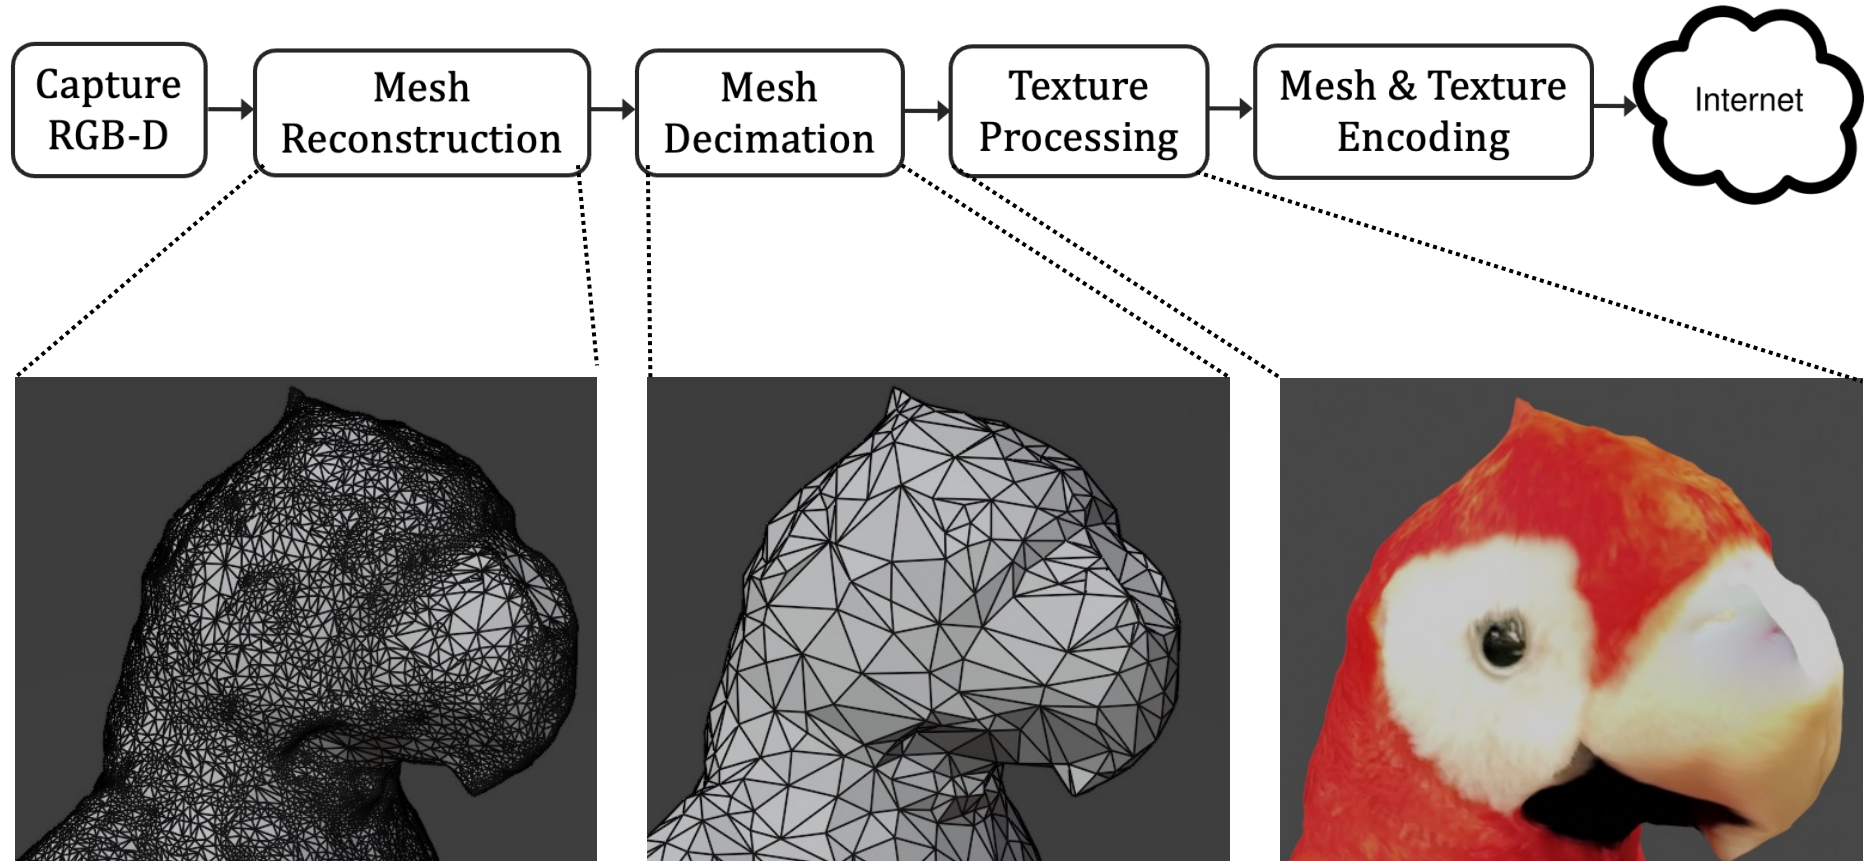 Capture
RGB-D
Mesh
Reconstruction
Mesh
Decimation
Texture
Processing
Mesh & Texture
Encoding
Internet